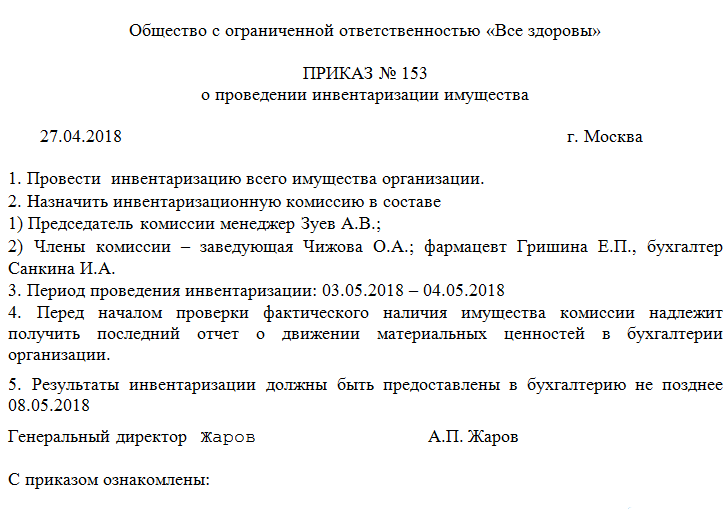 Общество с ограниченной ответственностью «Все здоровы»
ПРИКАЗ № 153
о проведении инвентаризации имущества
27.04.2018 г. Москва
1. Провести инвентаризацию всего имущества организации.
2. Назначить инвентаризационную комиссию в составе
1) Председатель комиссии менеджер Зуев А.В.;
2) Члены комиссии – заведующая Чижова О.А.; фармацевт Гришина Е.П., бухгалтер
Санкина И.А.
3. Период проведения инвентаризации: 03.05.2018 – 04.05.2018
4. Перед началом проверки фактического наличия имущества комиссии надлежит
получить последний отчет о движении материальных ценностей в бухгалтерии
организации.
5. Результаты инвентаризации должны быть предоставлены в бухгалтерию не позднее
08.05.2018
Генеральный директор Жаров А.П. Жаров
С приказом ознакомлены: